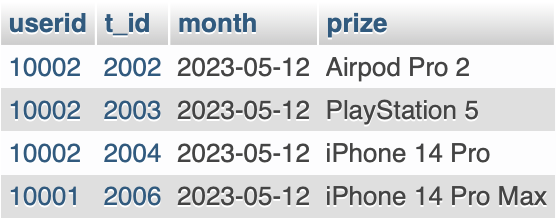 userid t_id month prize
10002 2002 2023-05-12 Airpod Pro 2
10002 2003 2023-05-12 PlayStation 5
10002 2004 2023-05-12 iPhone 14 Pro
10001 2006 2023-05-12 iPhone 14 Pro Max